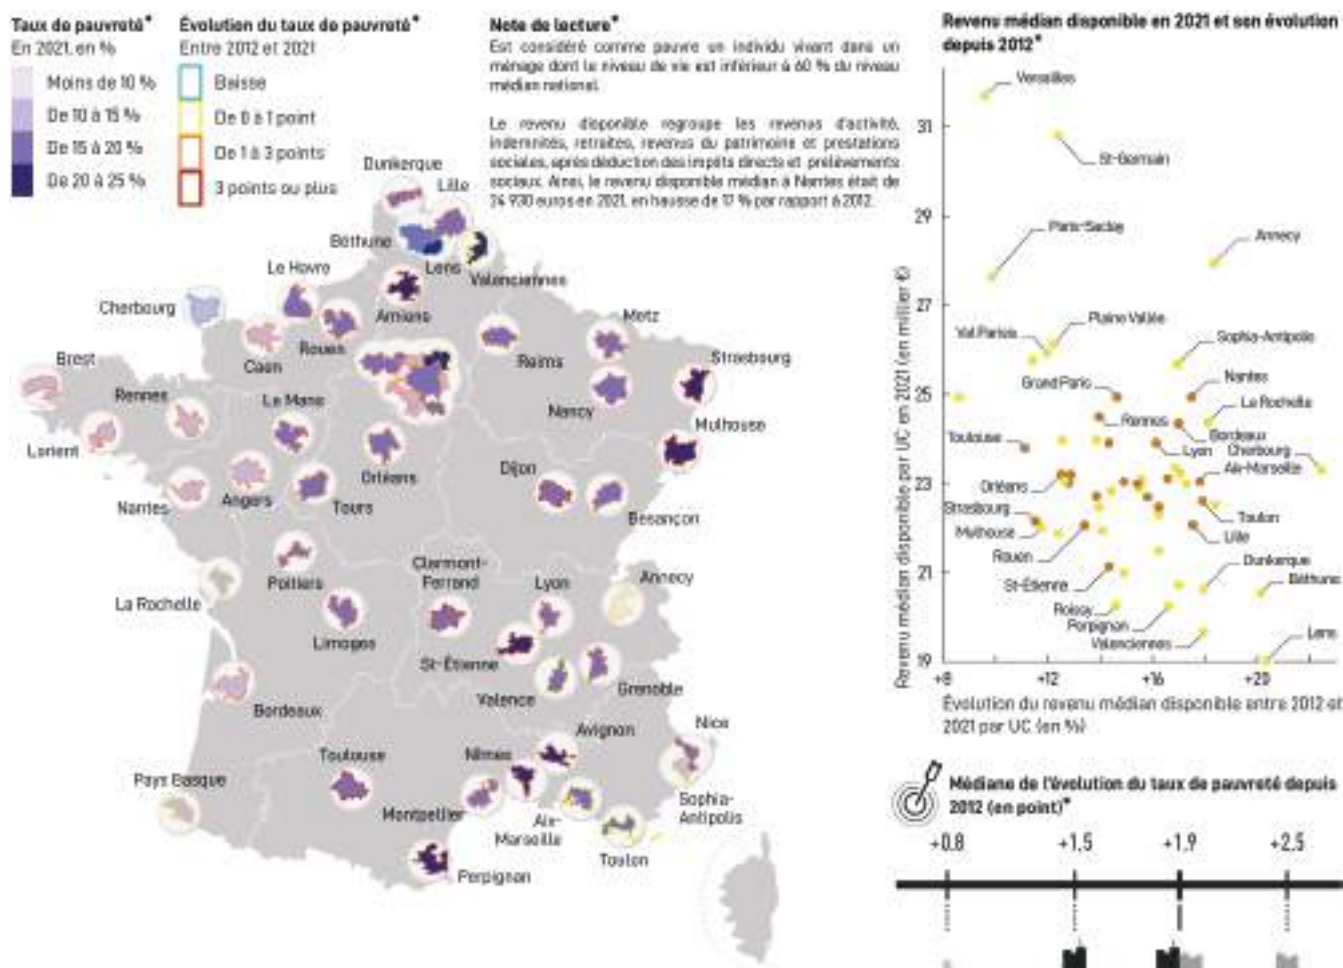 Taux de pauvreté*
En 2021, en %
Moins de 10 %
De 10 à 15 %
De 15 à 20 %
De 20 à 25 %
Évolution du taux de pauvreté*
Entre 2012 et 2021
Baisse
De 0 à 1 point
De 1 à 3 points
3 points ou plus
Note de lecture*
Est considéré comme pauvre un individu vivant dans un
ménage dont le niveau de vie est inférieur à 60 % du niveau
médian national.
Le revenu disponible regroupe les revenus d'activité,
indemnités, retraites, revenus du patrimoine et prestations
sociales, après déduction des impôts directs et prélèvements
sociaux. Ainsi, le revenu disponible médian à Nantes était de
24 930 euros en 2021, en hausse de 17 % par rapport à 2012.
Dunkerque
Lille
Béthune
Lens
Valenciennes
Le Havre
Cherbourg
Amiens
Rouen
Caen
Metz
Reims
Strasbourg
Brest
Rennes
Le Mans
Nancy
Mulhouse
Lorient
Orléans
Dijon
Nantes
Angers
Tours
Besançon
Poitiers
Clermont-
Ferrand
Lyon
Annecy
La Rochelle
Limoges
St-Étienne
Valence
Grenoble
Bordeaux
Avignon
Nice
Toulouse
Nîmes
Pays Basque
Montpellier
Aix-
Marseille
Sophia-
Antipolis
Toulon
Perpignan
Revenu médian disponible en 2021 et son évolution
depuis 2012*
Revenu médian disponible par UC en 2021 (en millier €)
31
29
27
25
23
21
19
Versailles
St-Germain
Paris-Saclay
Annecy
Val Parisis
Plaine Vallée
Sophia-Antipolis
Grand Paris
Nantes
La Rochelle
Rennes
Bordeaux
Toulouse
Lyon
Cherbourg
Aix-Marseille
Orléans
Strasbourg
Toulon
Mulhouse
Lille
Rouen
Dunkerque
St-Étienne
Béthune
Roissy
Perpignan
Valenciennes
Lens
+8
+12
+16
+20
Évolution du revenu médian disponible entre 2012 et
2021 par UC (en %)
Médiane de l'évolution du taux de pauvreté depuis
2012 (en point)*
+0.8
+1.5
+1.9
+2.5